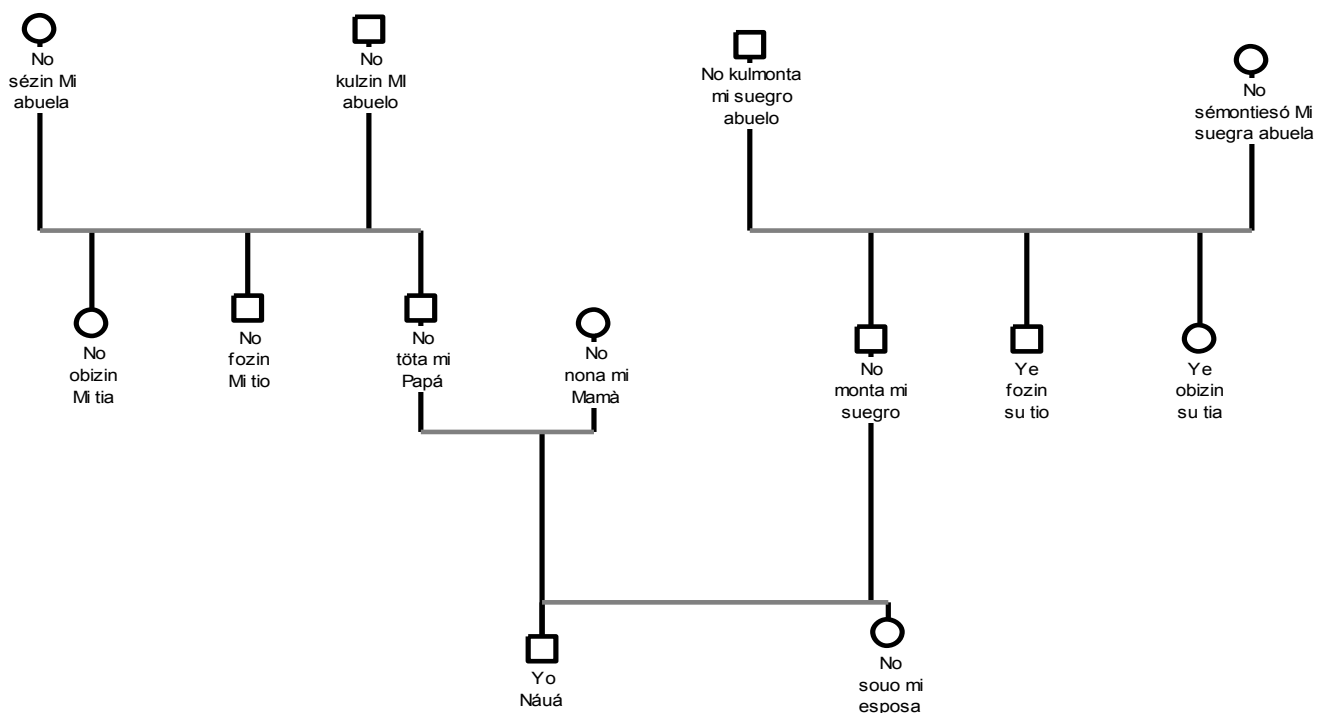 No
sézin Mi
abuela
No
kulzin MI
abuelo
No kulmonta
mi suegro
abuelo
No
sémontiesó Mi
suegra abuela
No
obizin
Mi tia
No
fozin
Mi tio
No
töta mi
Papá
No
nona mi
Mamà
No
monta mi
suegro
Ye
fozin
su tio
Ye
obizin
su tia
Yo
Náuá
No
souo mi
esposa